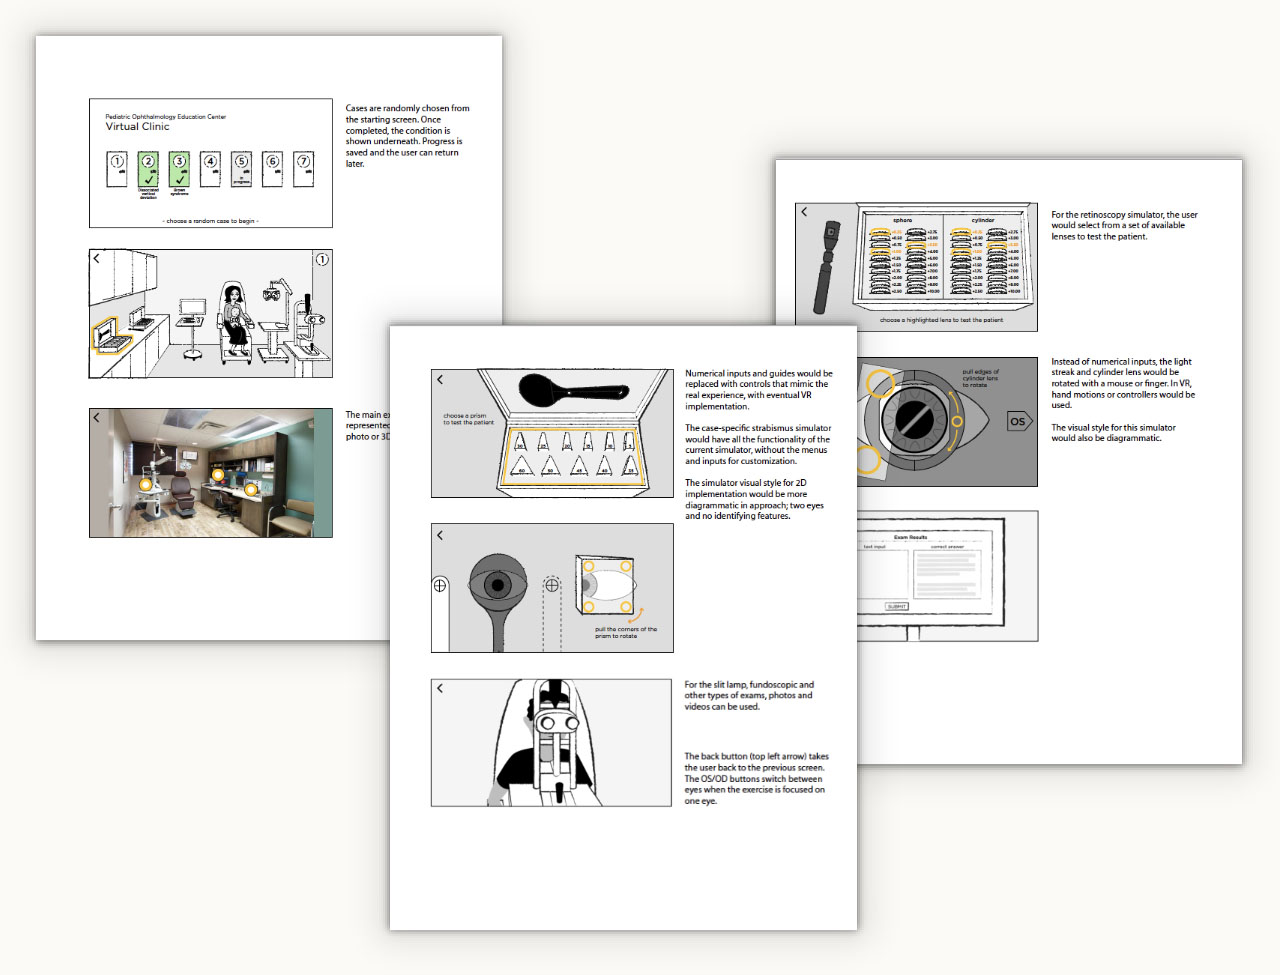 Pediatric Ophthalmology Education Center
Virtual Clinic
1
2
3
4
5
6
7
Dissociated
vertical
deviation
Brown
syndrome
in
progress
- choose a random case to begin -
Cases are randomly chosen from
the starting screen. Once
completed, the condition is
shown underneath. Progress is
saved and the user can return
later.
1
The main ex
represented
photo or 3D
choose a prism
to test the patient
Numerical inputs and guides would be
replaced with controls that mimic the
real experience, with eventual VR
implementation.
The case-specific strabismus simulator
would have all the functionality of the
current simulator, without the menus
and inputs for customization.
The simulator visual style for 2D
implementation would be more
diagrammatic in approach; two eyes
and no identifying features.
60
50
45
40
35
pull the corners of the
prism to rotate
For the slit lamp, fundoscopic and
other types of exams, photos and
videos can be used.
The back button (top left arrow) takes
the user back to the previous screen.
The OS/OD buttons switch between
eyes when the exercise is focused on
one eye.
sphere
cylinder
choose a highlighted lens to test the patient
For the retinoscopy simulator, the user
would select from a set of available
lenses to test the patient.
pull edges of
cylinder lens
to rotate
OS
Instead of numerical inputs, the light
streak and cylinder lens would be
rotated with a mouse or finger. In VR,
hand motions or controllers would be
used.
The visual style for this simulator
would also be diagrammatic.
Exam Results
text input
correct answer
SUBMIT